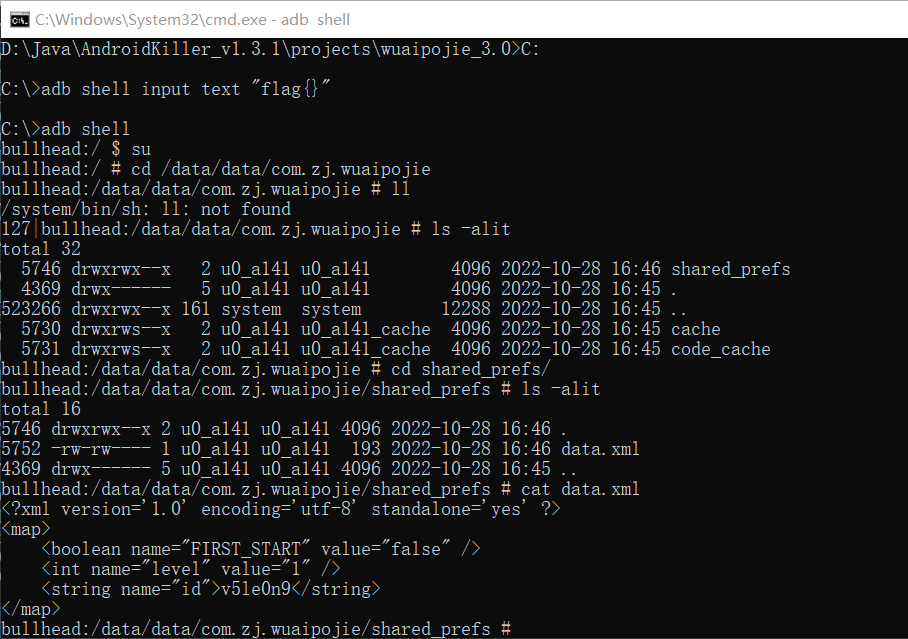 C:\Windows\System32\cmd.exe - adb  shell
D:\Java\AndroidKiller_v1.3.1\projects\wuaipojie_3.0>C:
C:\>adb shell input text "flag{}"
C:\>adb shell
bullhead:/ $ su
bullhead:/ # cd /data/data/com.zj.wuaipojie
bullhead:/data/data/com.zj.wuaipojie # ll
/system/bin/sh: ll: not found
127|bullhead:/data/data/com.zj.wuaipojie # ls -alit
total 32
  5746 drwxrwx--x   2 u0_a141 u0_a141        4096 2022-10-28 16:46 shared_prefs
  4369 drwx------   5 u0_a141 u0_a141        4096 2022-10-28 16:45 .
523266 drwxrwx--x 161 system  system        12288 2022-10-28 16:45 ..
  5730 drwxrws--x   2 u0_a141 u0_a141_cache  4096 2022-10-28 16:45 cache
  5731 drwxrws--x   2 u0_a141 u0_a141_cache  4096 2022-10-28 16:45 code_cache
bullhead:/data/data/com.zj.wuaipojie # cd shared_prefs/
bullhead:/data/data/com.zj.wuaipojie/shared_prefs # ls -alit
total 16
5746 drwxrwx--x 2 u0_a141 u0_a141 4096 2022-10-28 16:46 .
5752 -rw-rw---- 1 u0_a141 u0_a141  193 2022-10-28 16:46 data.xml
4369 drwx------ 5 u0_a141 u0_a141 4096 2022-10-28 16:45 ..
bullhead:/data/data/com.zj.wuaipojie/shared_prefs # cat data.xml
<?xml version='1.0' encoding='utf-8' standalone='yes' ?>
<map>
    <boolean name="FIRST_START" value="false" />
    <int name="level" value="1" />
    <string name="id">v5le0n9</string>
</map>
bullhead:/data/data/com.zj.wuaipojie/shared_prefs #